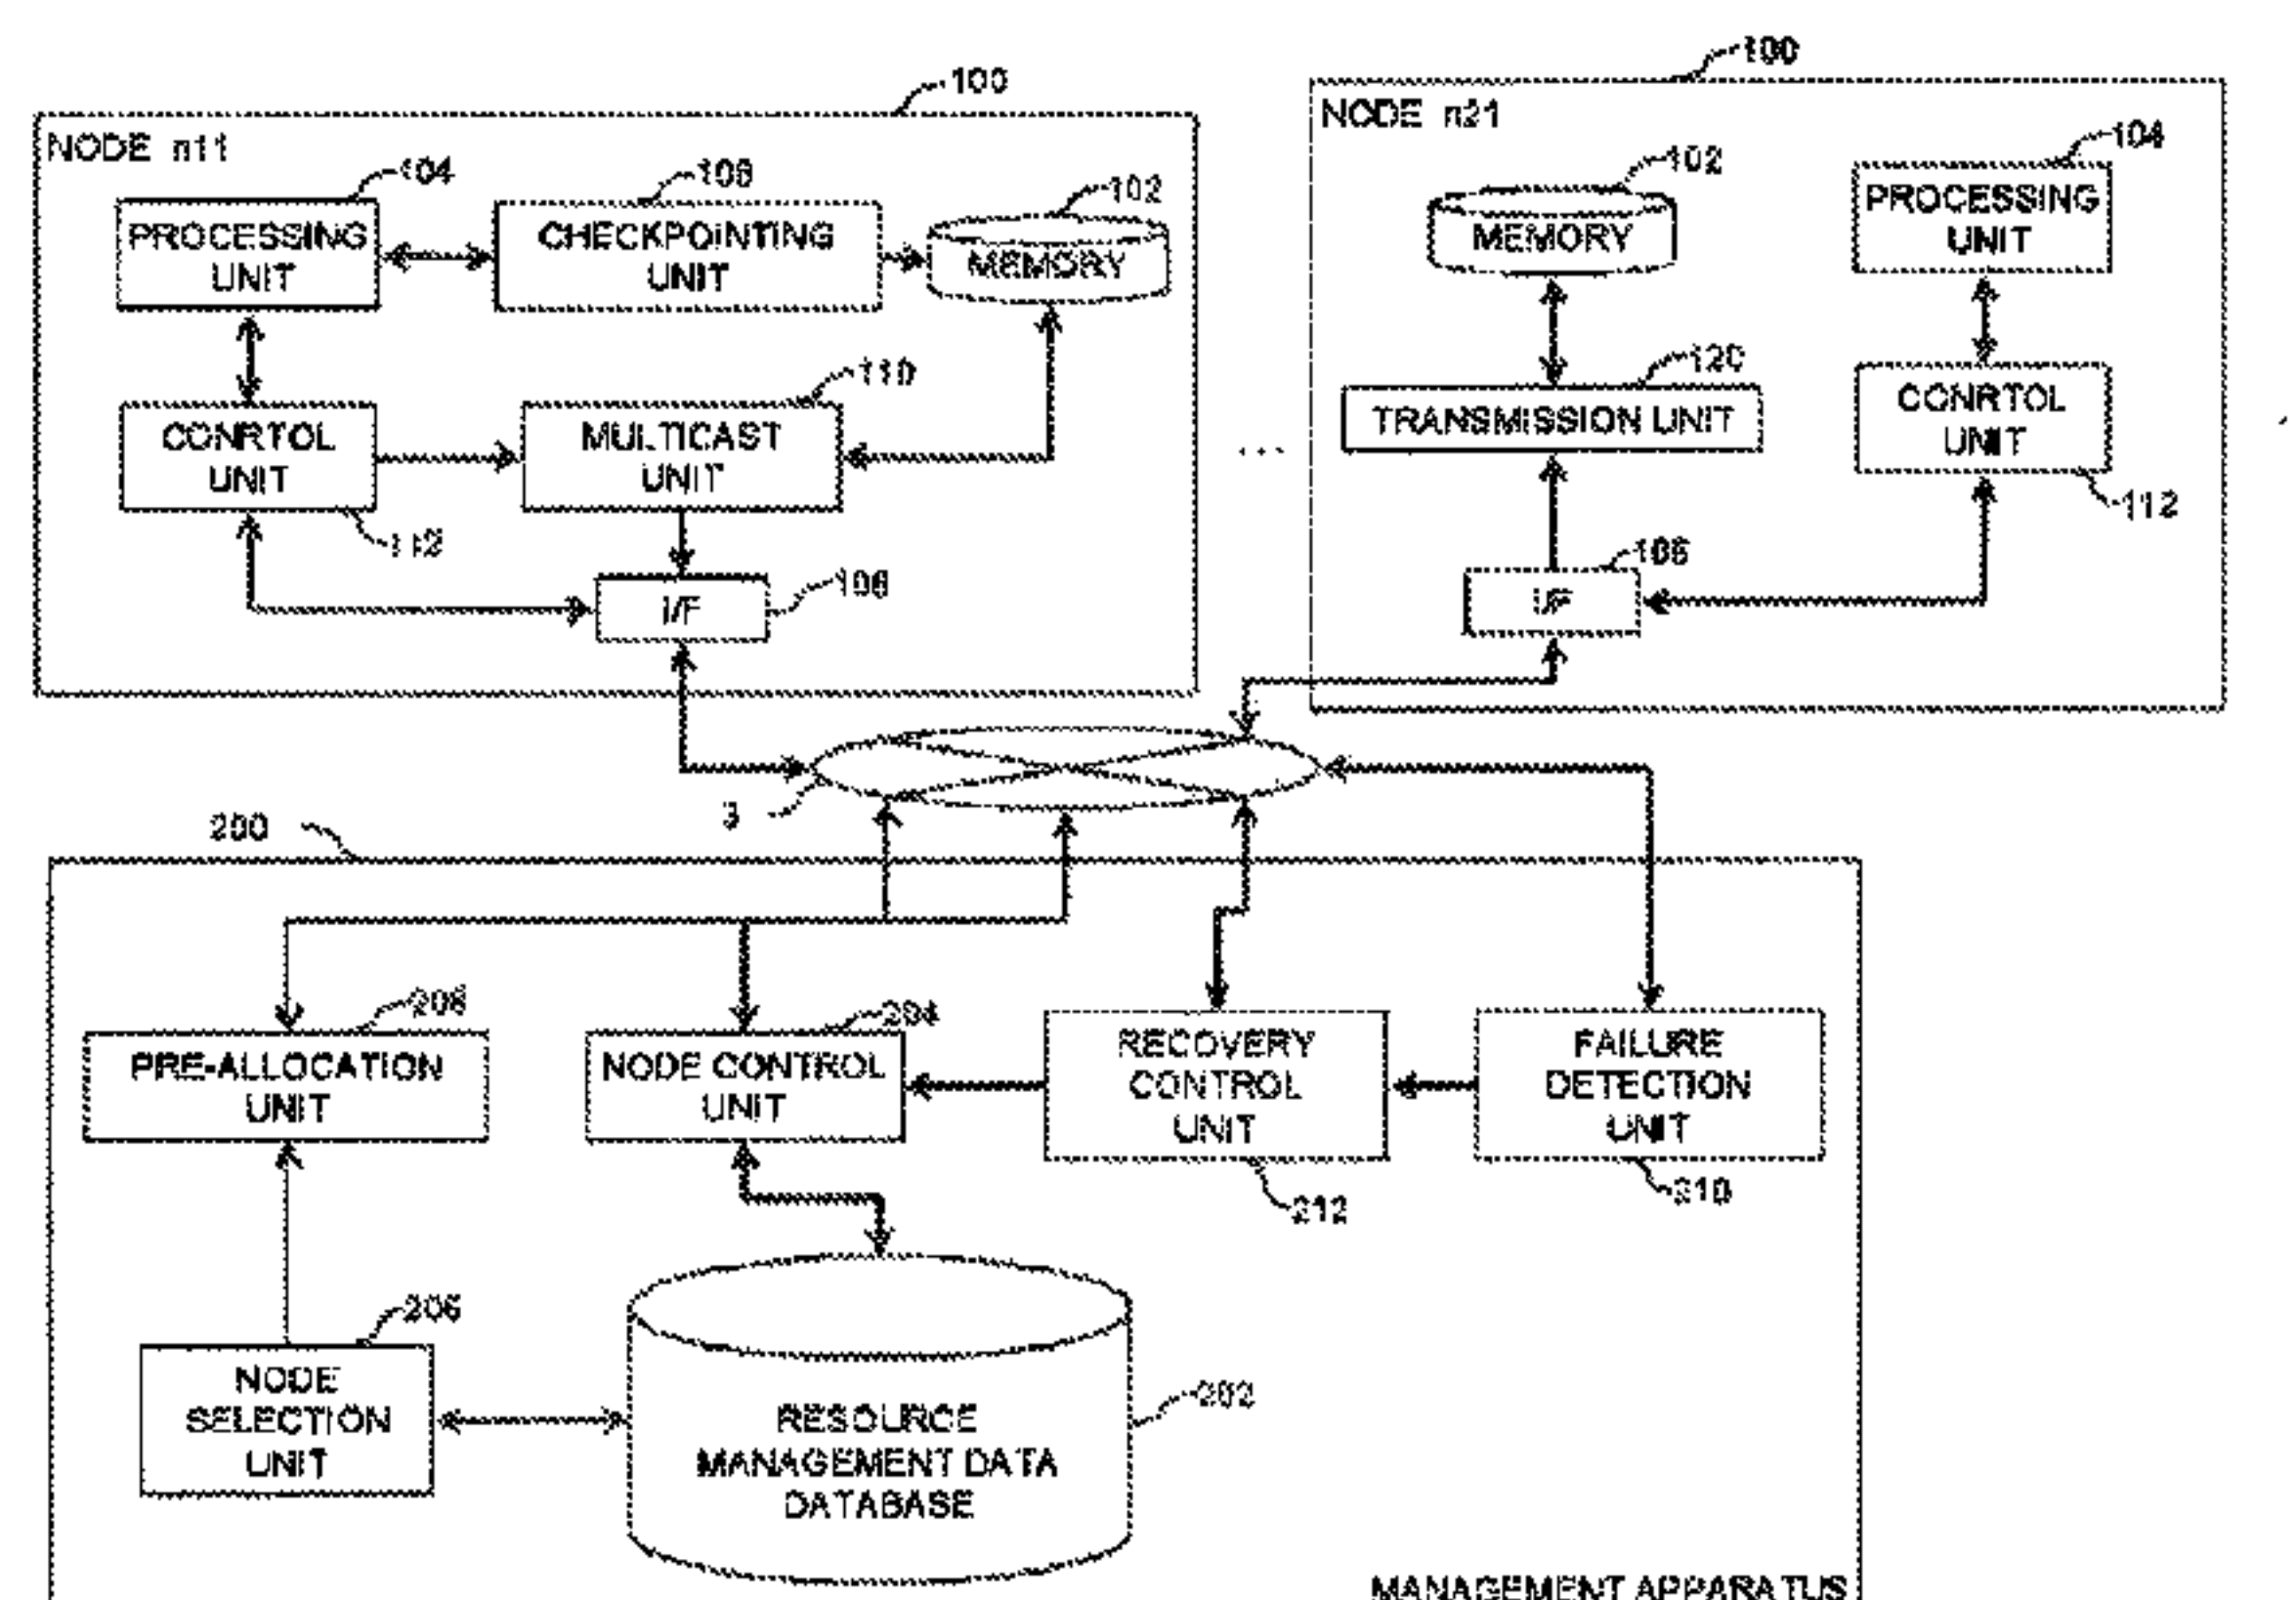 100
NODE n11
104
PROCESSING
UNIT
CHECKPOINTING
UNIT
102
MEMORY
CONRTOL
UNIT
112
110
MULTICAST
UNIT
I/F
106
...
100
NODE n21
102
MEMORY
104
PROCESSING
UNIT
120
TRANSMISSION UNIT
CONRTOL
UNIT
112
106
I/F
3
200
208
PRE-ALLOCATION
UNIT
204
NODE CONTROL
UNIT
RECOVERY
CONTROL
UNIT
212
FAILURE
DETECTION
UNIT
210
206
NODE
SELECTION
UNIT
202
RESOURCE
MANAGEMENT DATA
DATABASE
MANAGEMENT APPARATUS